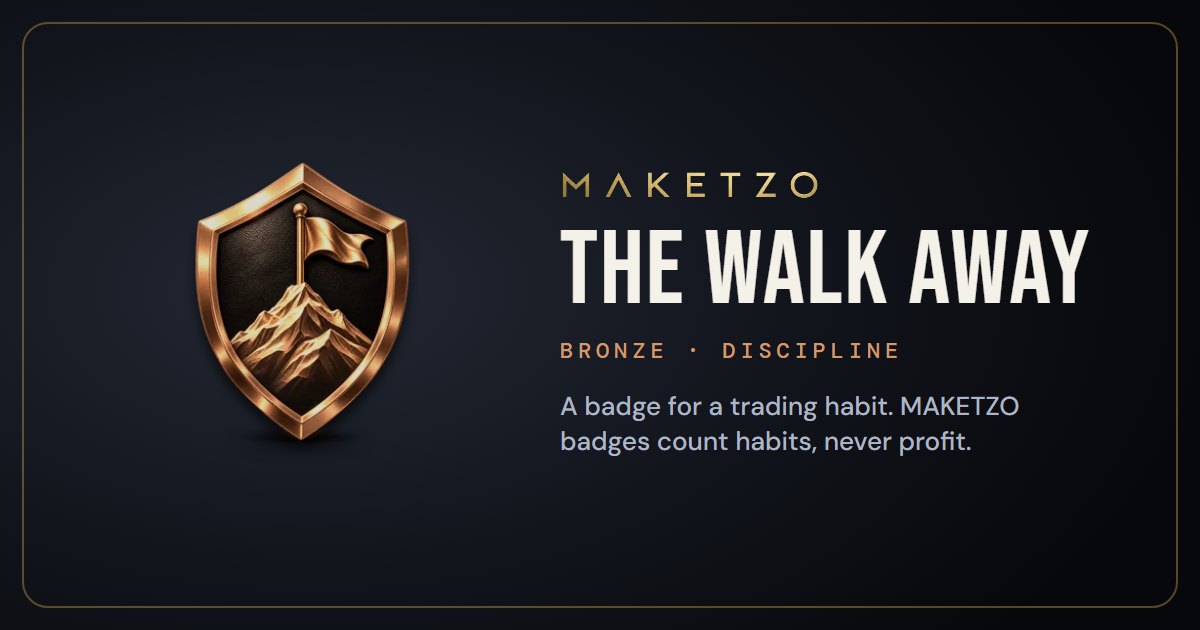 MAKETZO
THE WALK AWAY
BRONZE · DISCIPLINE
A badge for a trading habit. MAKETZO
badges count habits, never profit.